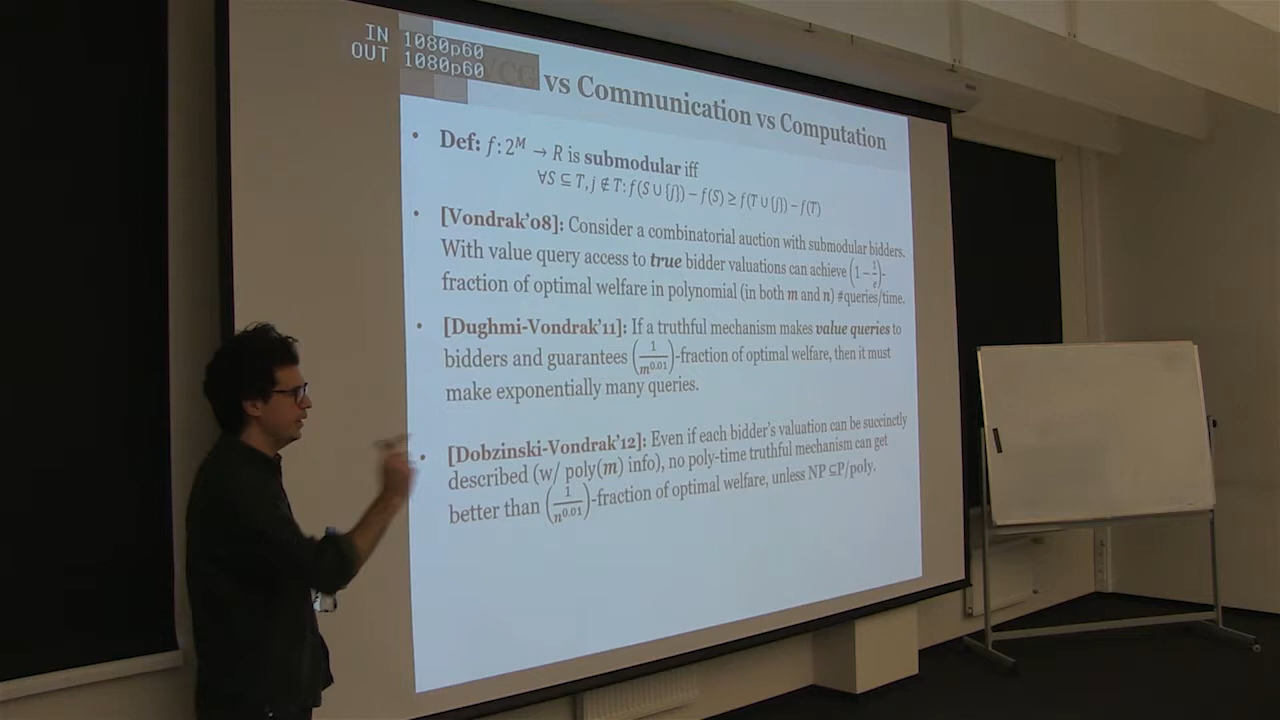 IN 1080p60
OUT 1080p60
vs Communication vs Computation
• Def: f: 2^M → R is submodular iff
∀S ⊆ T, j ∉ T: f(S ∪ {j}) − f(S) ≥ f(T ∪ {j}) − f(T)
• [Vondrak'08]: Consider a combinatorial auction with submodular bidders.
With value query access to true bidder valuations can achieve (1 − 1/e)-
fraction of optimal welfare in polynomial (in both m and n) #queries/time.
• [Dughmi-Vondrak'11]: If a truthful mechanism makes value queries to
bidders and guarantees (1/m^0.01)-fraction of optimal welfare, then it must
make exponentially many queries.
• [Dobzinski-Vondrak'12]: Even if each bidder's valuation can be succinctly
described (w/ poly(m) info), no poly-time truthful mechanism can get
better than (1/n^0.01)-fraction of optimal welfare, unless NP ⊆P/poly.